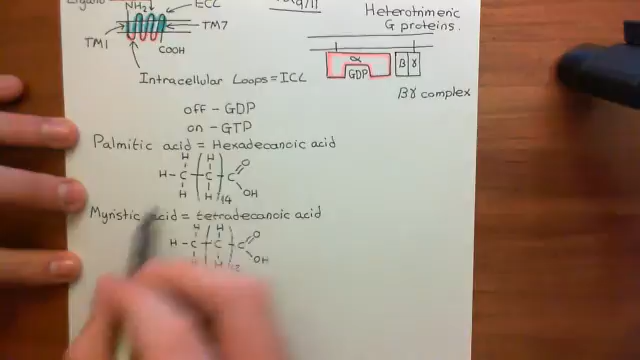 NH2
ECL
Heterotrimeric
G proteins.
TM7
TM1
COOH
α
GDP
β γ
Intracellular Loops = ICL
βγ complex
off - GDP
on - GTP
Palmitic acid = Hexadecanoic acid
H H O
H - C - C - C
H H 14 OH
Myristic acid = tetradecanoic acid
H H O
H - C - C - C
OH